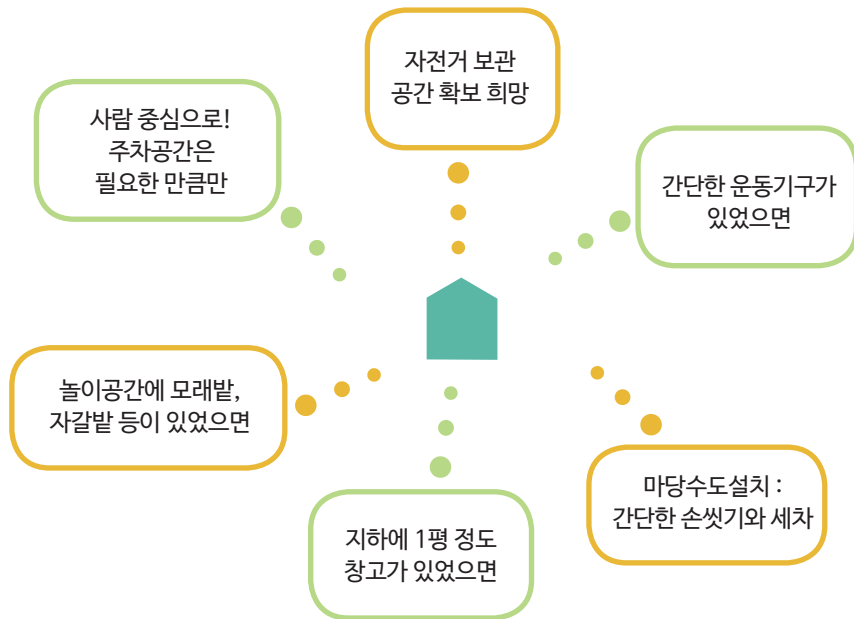 자전거 보관
공간 확보 희망
사람 중심으로!
주차공간은
필요한 만큼만
간단한 운동기구가
있었으면
놀이공간에 모래밭,
자갈밭 등이 있었으면
마당수도설치 :
간단한 손씻기와 세차
지하에 1평 정도
창고가 있었으면